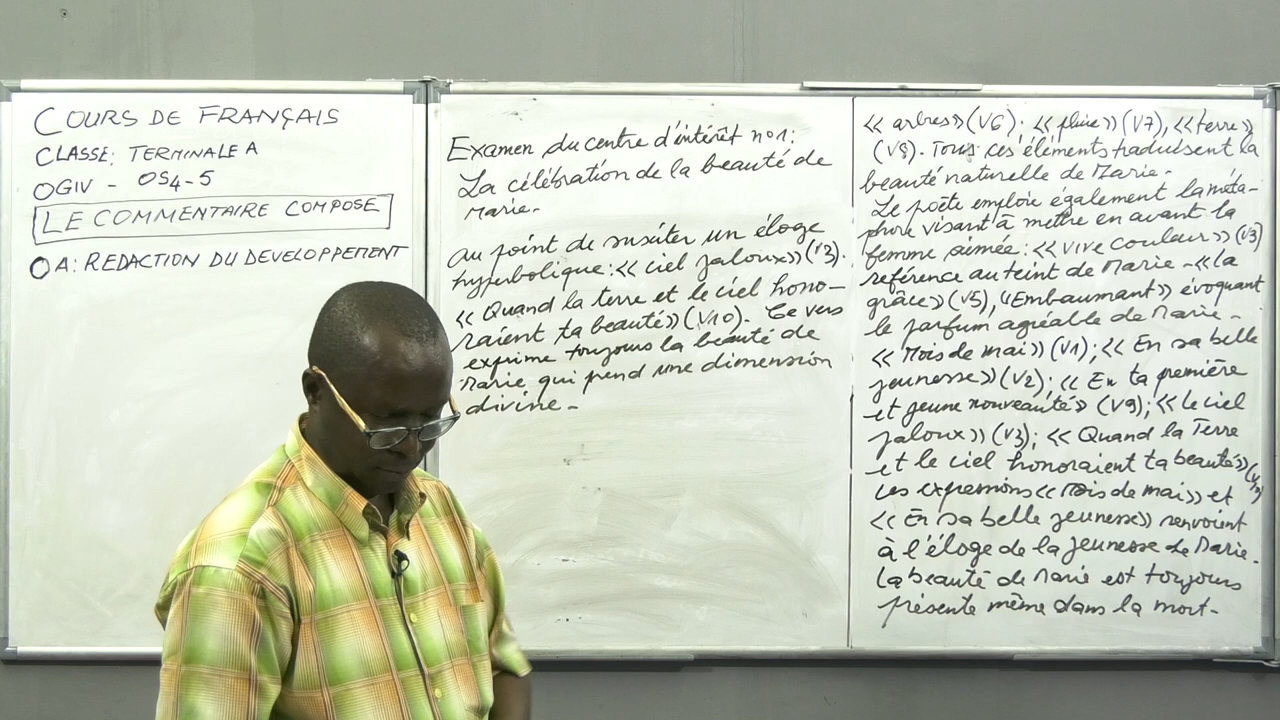 COURS DE FRANÇAIS
CLASSE: TERMINALE A
OGIV - OS4-5
LE COMMENTAIRE COMPOSE
OA: REDACTION DU DEVELOPPEMENT
Examen du centre d'intérêt no1:
La célébration de la beauté de
Marie.
au point de susciter un éloge
hyperbolique: << ciel jaloux>> (V3).
<< Quand la terre et le ciel hono-
raient ta beauté>> (V10). Ce vers
exprime toujours la beauté de
Marie qui prend une dimension
divine -
<< arbres>> (V6); << pluie>> (V7), <<terre>>
(V8). Tous ces éléments traduisent la
beauté naturelle de Marie -
Le poète emploie également la méta-
phore visant à mettre en avant la
femme aimée: << vive couleur>> (V3)
référence au teint de Marie - <<la
grâce>> (V5), "Embaumant>> évoquant
le parfum agréable de Marie -
<< Mois de mai>> (V1); << En sa belle
jeunesse>> (V2); << En ta première
et jeune nouveauté>> (V9); <<le ciel
jaloux>> (V3); << Quand la Terre
et le ciel honoraient ta beauté>>
Les expressions << Mois de mai>> et
<< En sa belle jeunesse>> renvoient
à l'éloge de la jeunesse de Marie.
La beauté de Marie est toujours
présente même dans la mort-